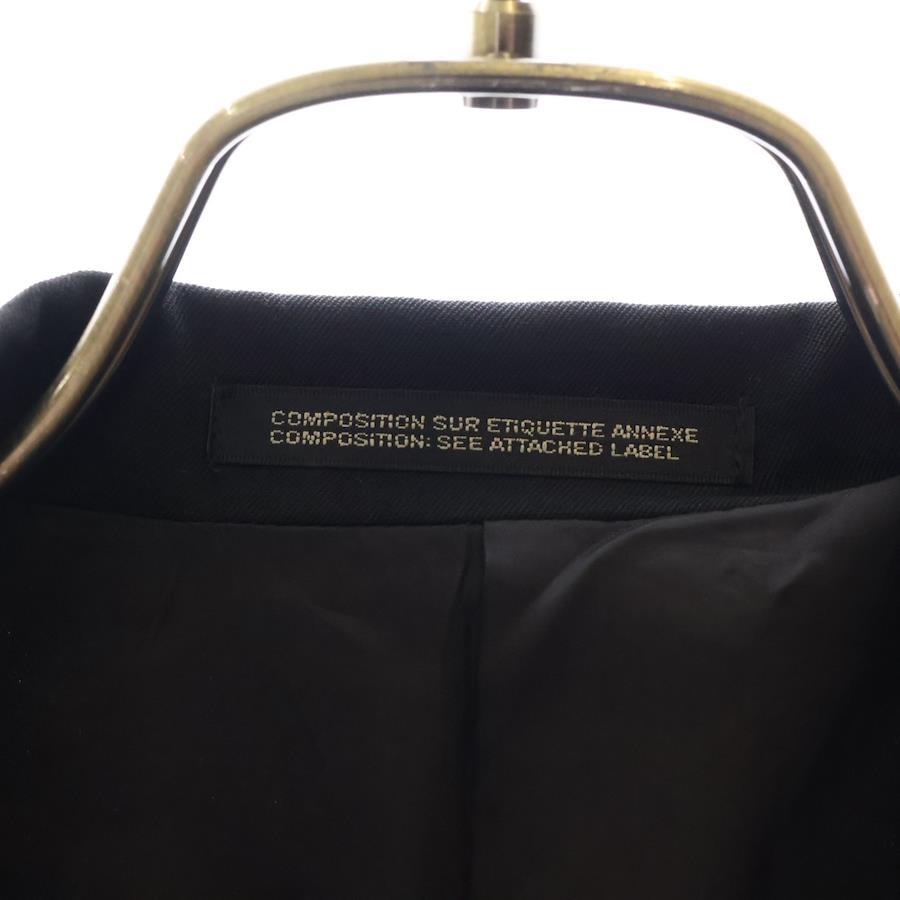 COMPOSITION SUR ETIQUETTE ANNEXE
COMPOSITION: SEE ATTACHED LABEL